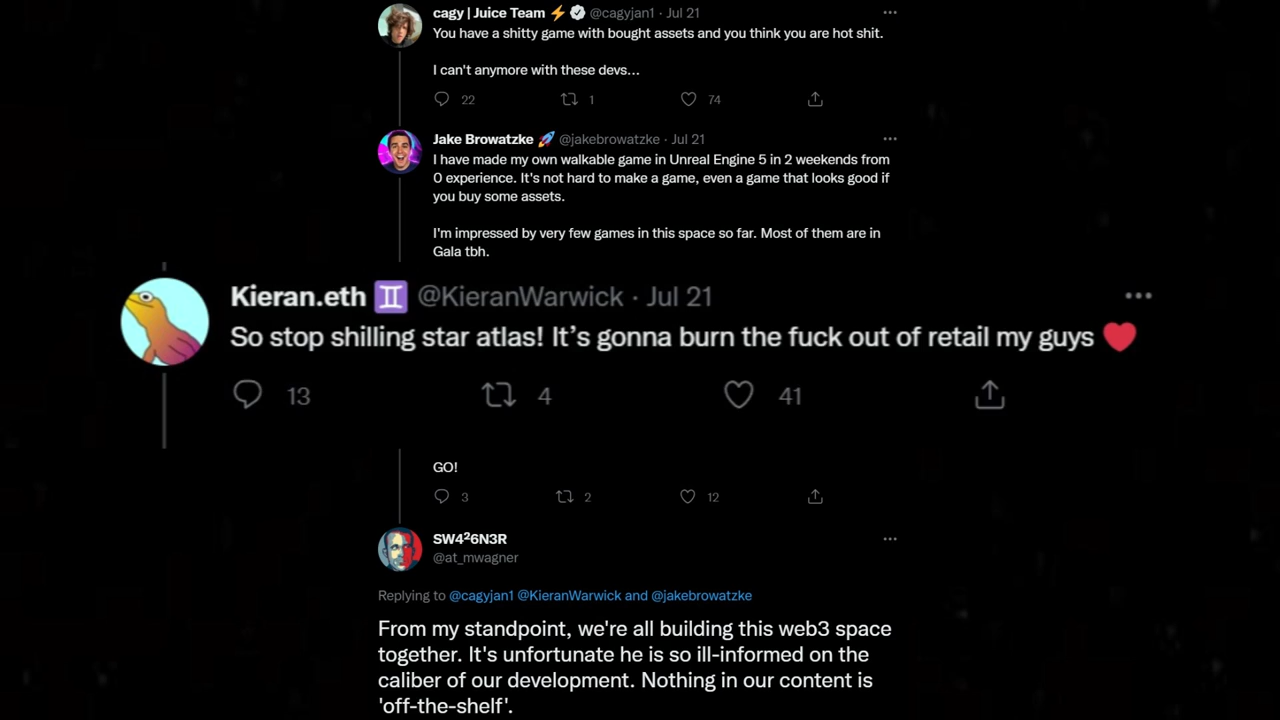 cagy | Juice Team ⚡ @cagyjan1 · Jul 21
You have a shitty game with bought assets and you think you are hot shit.
I can't anymore with these devs...
22 1 74
Jake Browatzke 🚀 @jakebrowatzke · Jul 21
I have made my own walkable game in Unreal Engine 5 in 2 weekends from
0 experience. It's not hard to make a game, even a game that looks good if
you buy some assets.
I'm impressed by very few games in this space so far. Most of them are in
Gala tbh.
Kieran.eth ♊ @KieranWarwick · Jul 21
So stop shilling star atlas! It’s gonna burn the fuck out of retail my guys ❤️
13 4 41
GO!
3 2 12
SW4²6N3R
@at_mwagner
Replying to @cagyjan1 @KieranWarwick and @jakebrowatzke
From my standpoint, we're all building this web3 space
together. It's unfortunate he is so ill-informed on the
caliber of our development. Nothing in our content is
'off-the-shelf'.